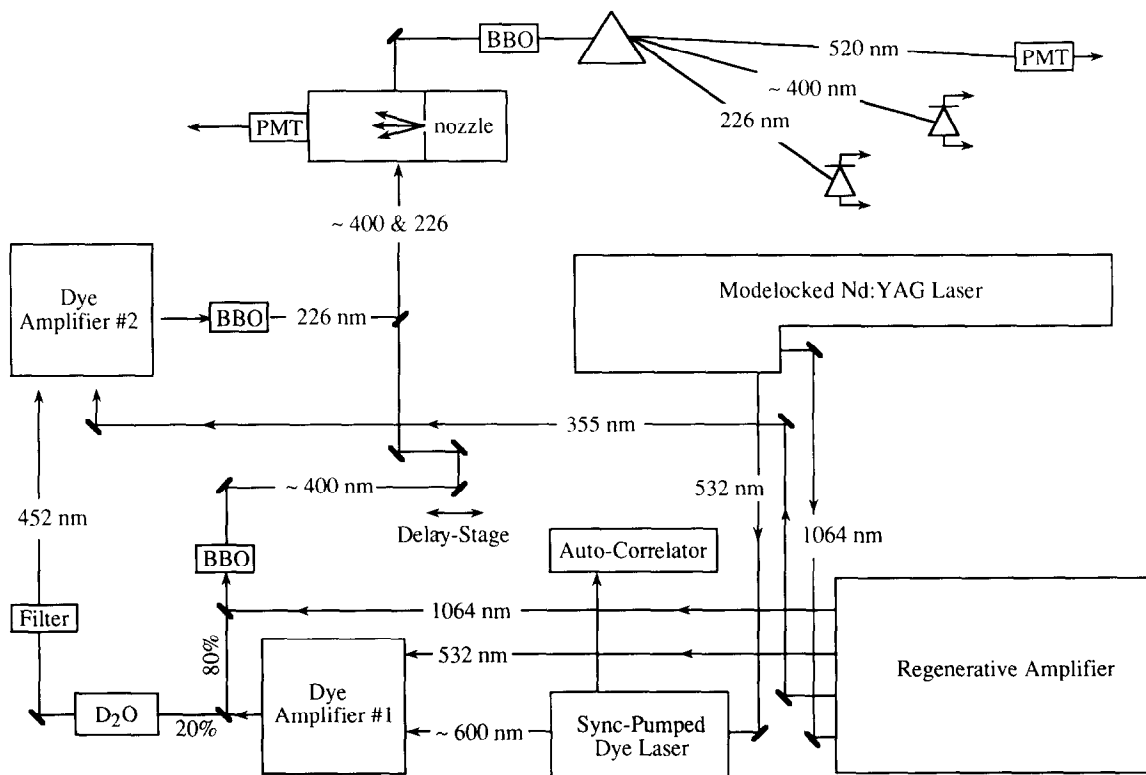 BBO
520 nm
PMT
~ 400 nm
226 nm
PMT
nozzle
~ 400 & 226
Dye
Amplifier #2
BBO
226 nm
Modelocked Nd:YAG Laser
355 nm
~ 400 nm
532 nm
452 nm
Delay-Stage
1064 nm
Auto-Correlator
BBO
Filter
1064 nm
80%
532 nm
Regenerative Amplifier
D2O
20%
Dye
Amplifier #1
~ 600 nm
Sync-Pumped
Dye Laser